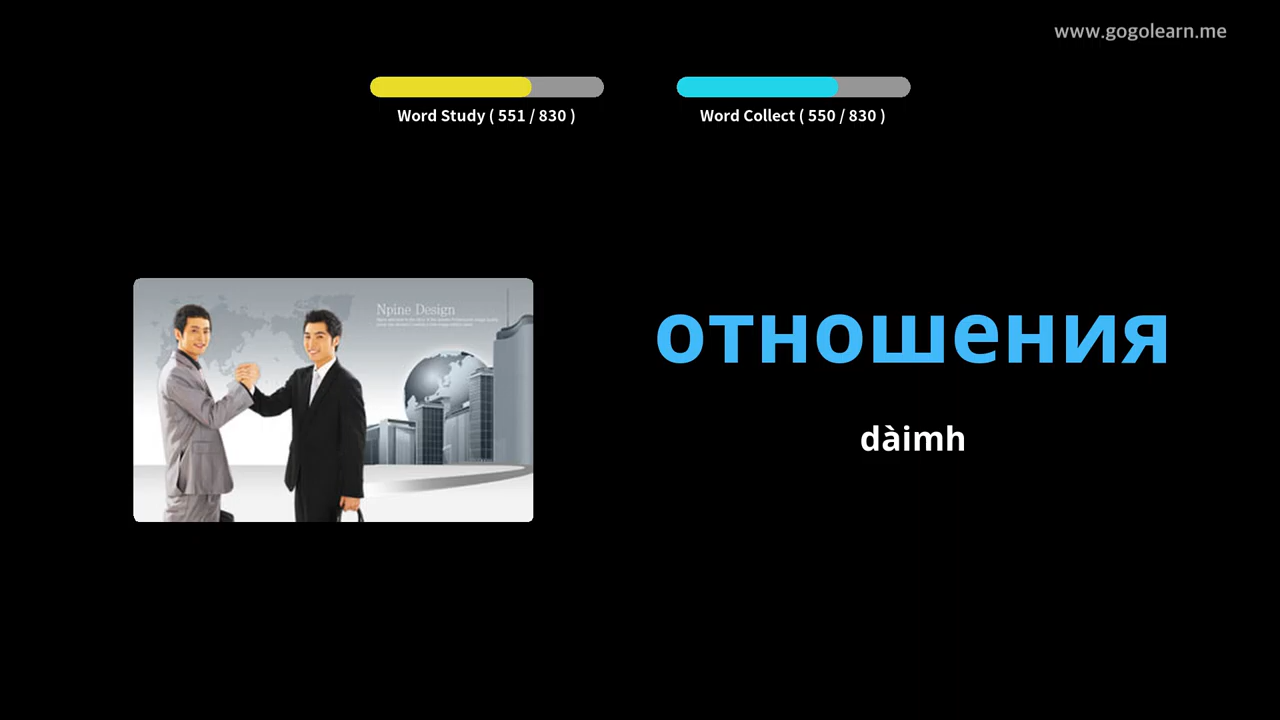 www.gogolearn.me
Word Study ( 551 / 830 )
Word Collect ( 550 / 830 )
Npine Design
отношения
dàimh